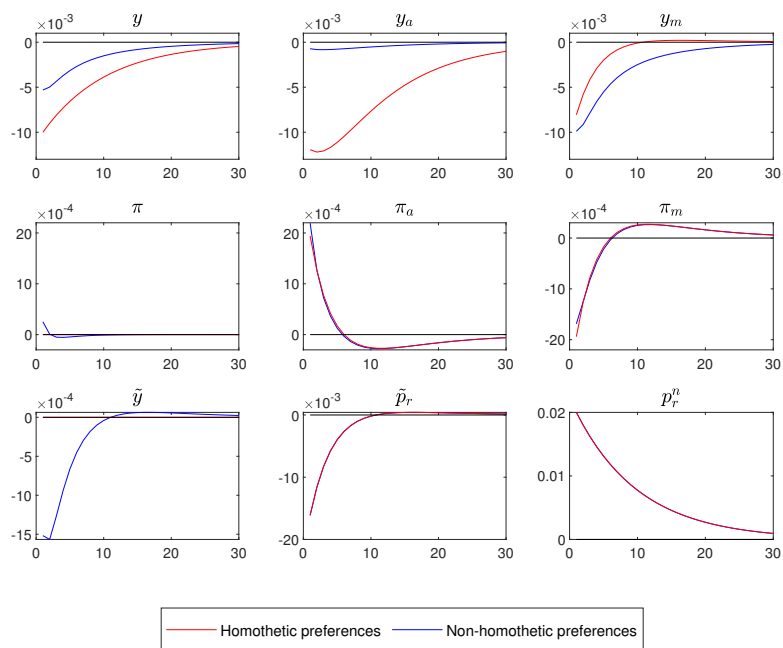 y y_a y_m
×10^{-3} ×10^{-3} ×10^{-3}
0 0 0
-5 -5 -5
-10 -10 -10
0 10 20 30 0 10 20 30 0 10 20 30
π π_a π_m
×10^{-4} ×10^{-4} ×10^{-4}
20 20 0
10 10 -10
0 0 -20
0 10 20 30 0 10 20 30 0 10 20 30
ỹ p̃_r p_r^n
×10^{-4} ×10^{-3} 0.02
0 0
-5 -10 0.01
-10
-15 -20 0
0 10 20 30 0 10 20 30 0 10 20 30
Homothetic preferences Non-homothetic preferences